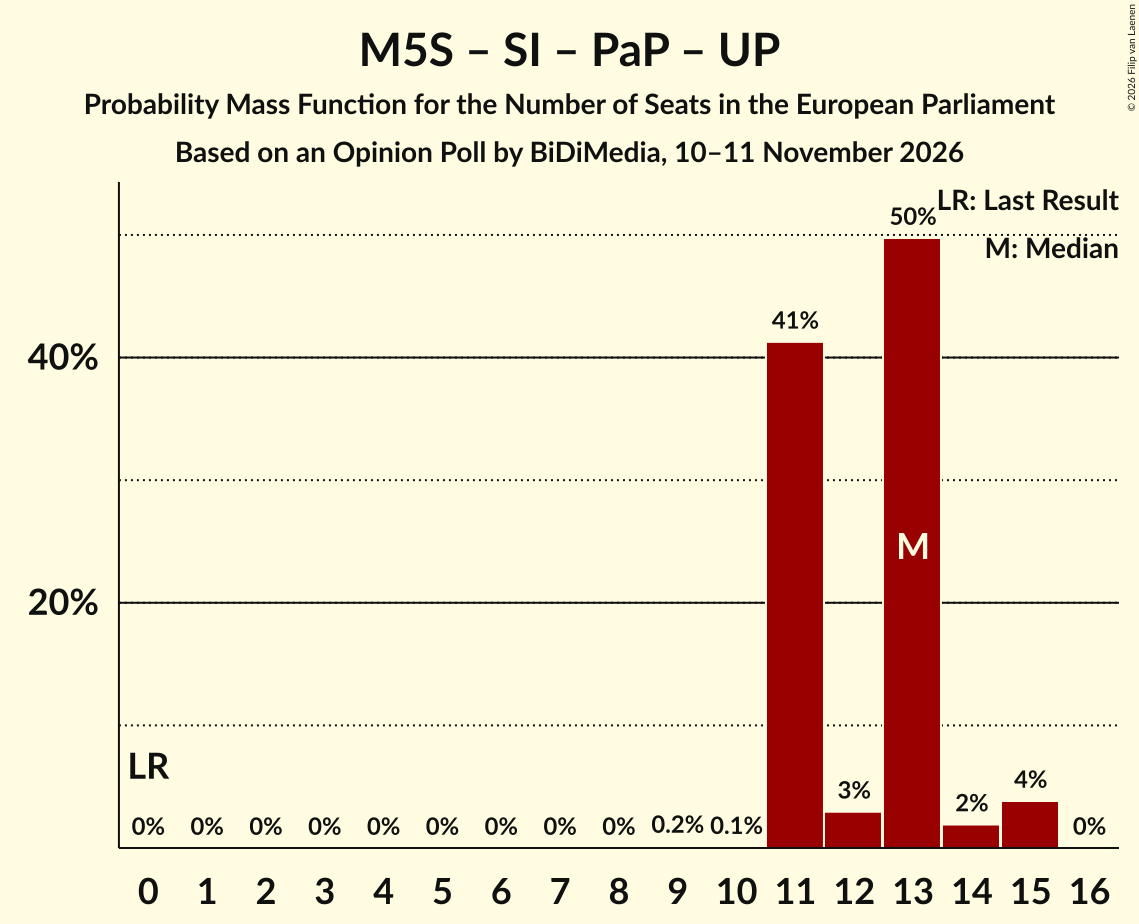 M5S – SI – PaP – UP
Probability Mass Function for the Number of Seats in the European Parliament
Based on an Opinion Poll by BiDiMedia, 10–11 November 2026
© 2026 Filip van Laenen
LR: Last Result
M: Median
50%
41%
40%
M
20%
LR
0% 0% 0% 0% 0% 0% 0% 0% 0% 0.2% 0.1% 3% 2% 4% 0%
0 1 2 3 4 5 6 7 8 9 10 11 12 13 14 15 16